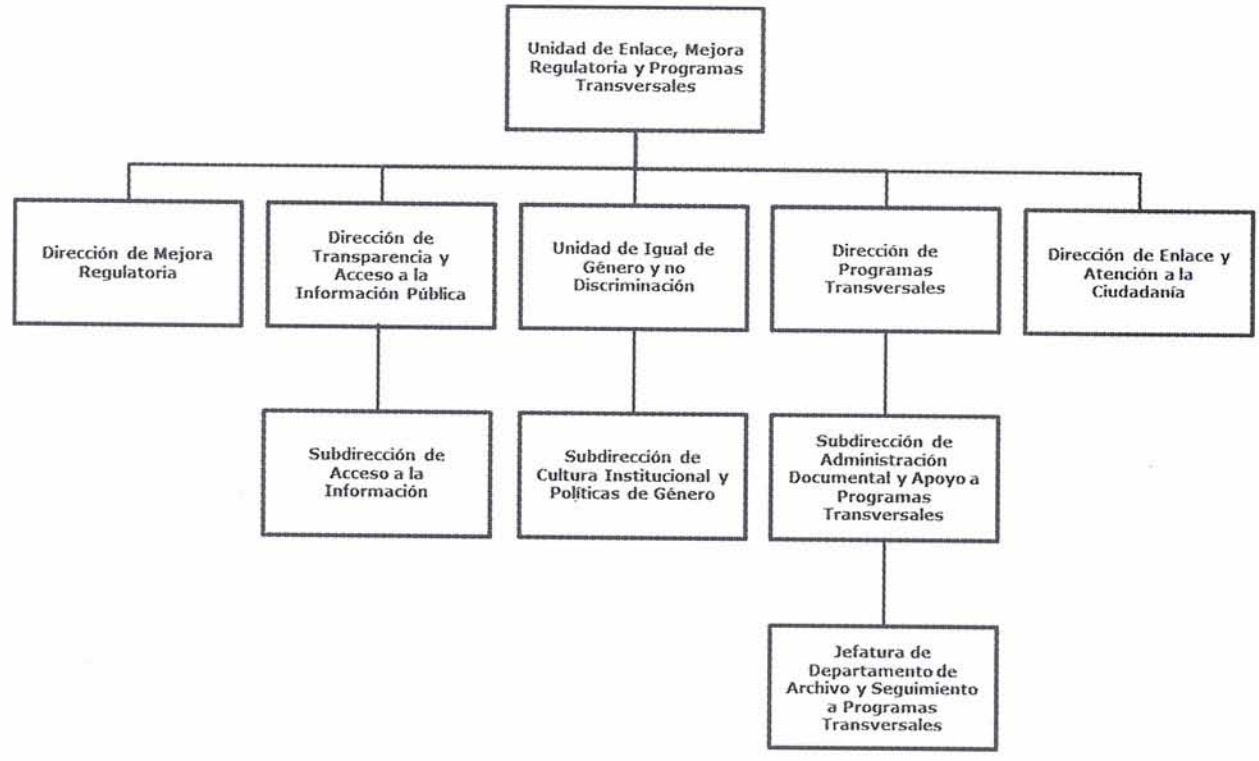 Unidad de Enlace, Mejora
Regulatoria y Programas
Transversales
Dirección de Mejora
Regulatoria
Dirección de
Transparencia y
Acceso a la
Información Pública
Unidad de Igual de
Género y no
Discriminación
Dirección de
Programas
Transversales
Dirección de Enlace y
Atención a la
Ciudadanía
Subdirección de
Acceso a la
Información
Subdirección de
Cultura Institucional y
Políticas de Género
Subdirección de
Administración
Documental y Apoyo a
Programas
Transversales
Jefatura de
Departamento de
Archivo y Seguimiento
a Programas
Transversales